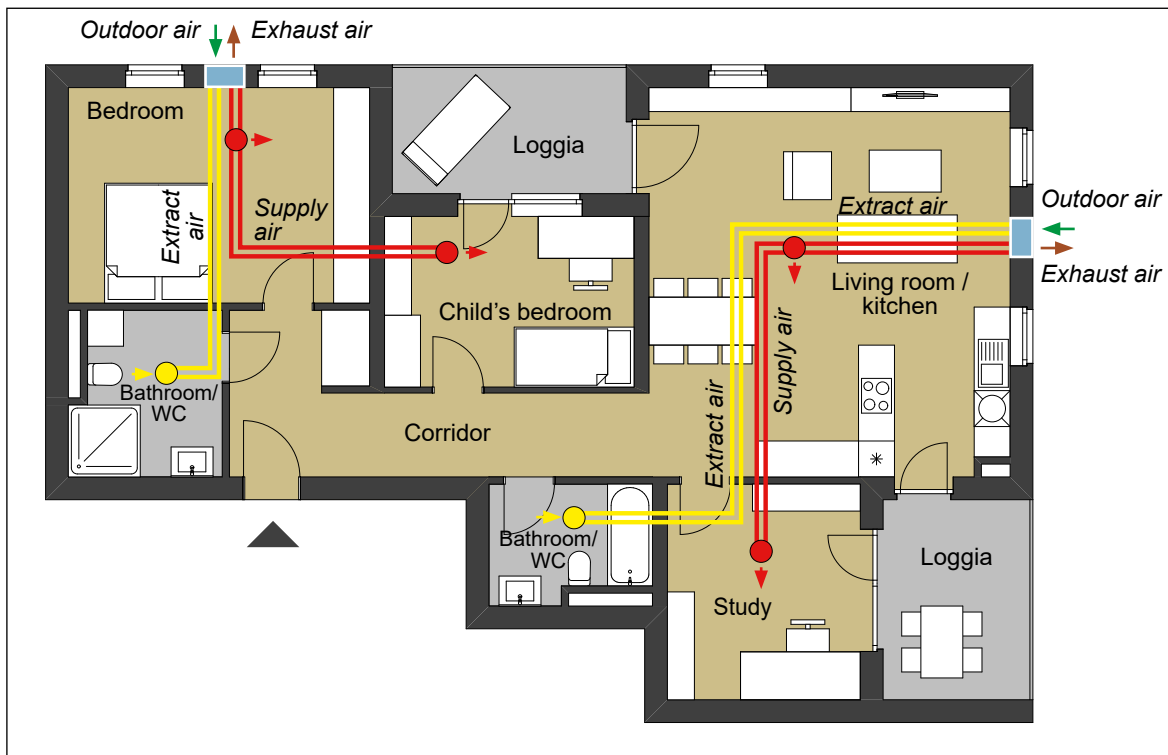 Outdoor air
Exhaust air
Bedroom
Loggia
Extract
air
Supply
air
Extract air
Outdoor air
Exhaust air
Living room /
kitchen
Child's bedroom
Supply air
Bathroom/
WC
Corridor
Extract air
Bathroom/
WC
Study
Loggia